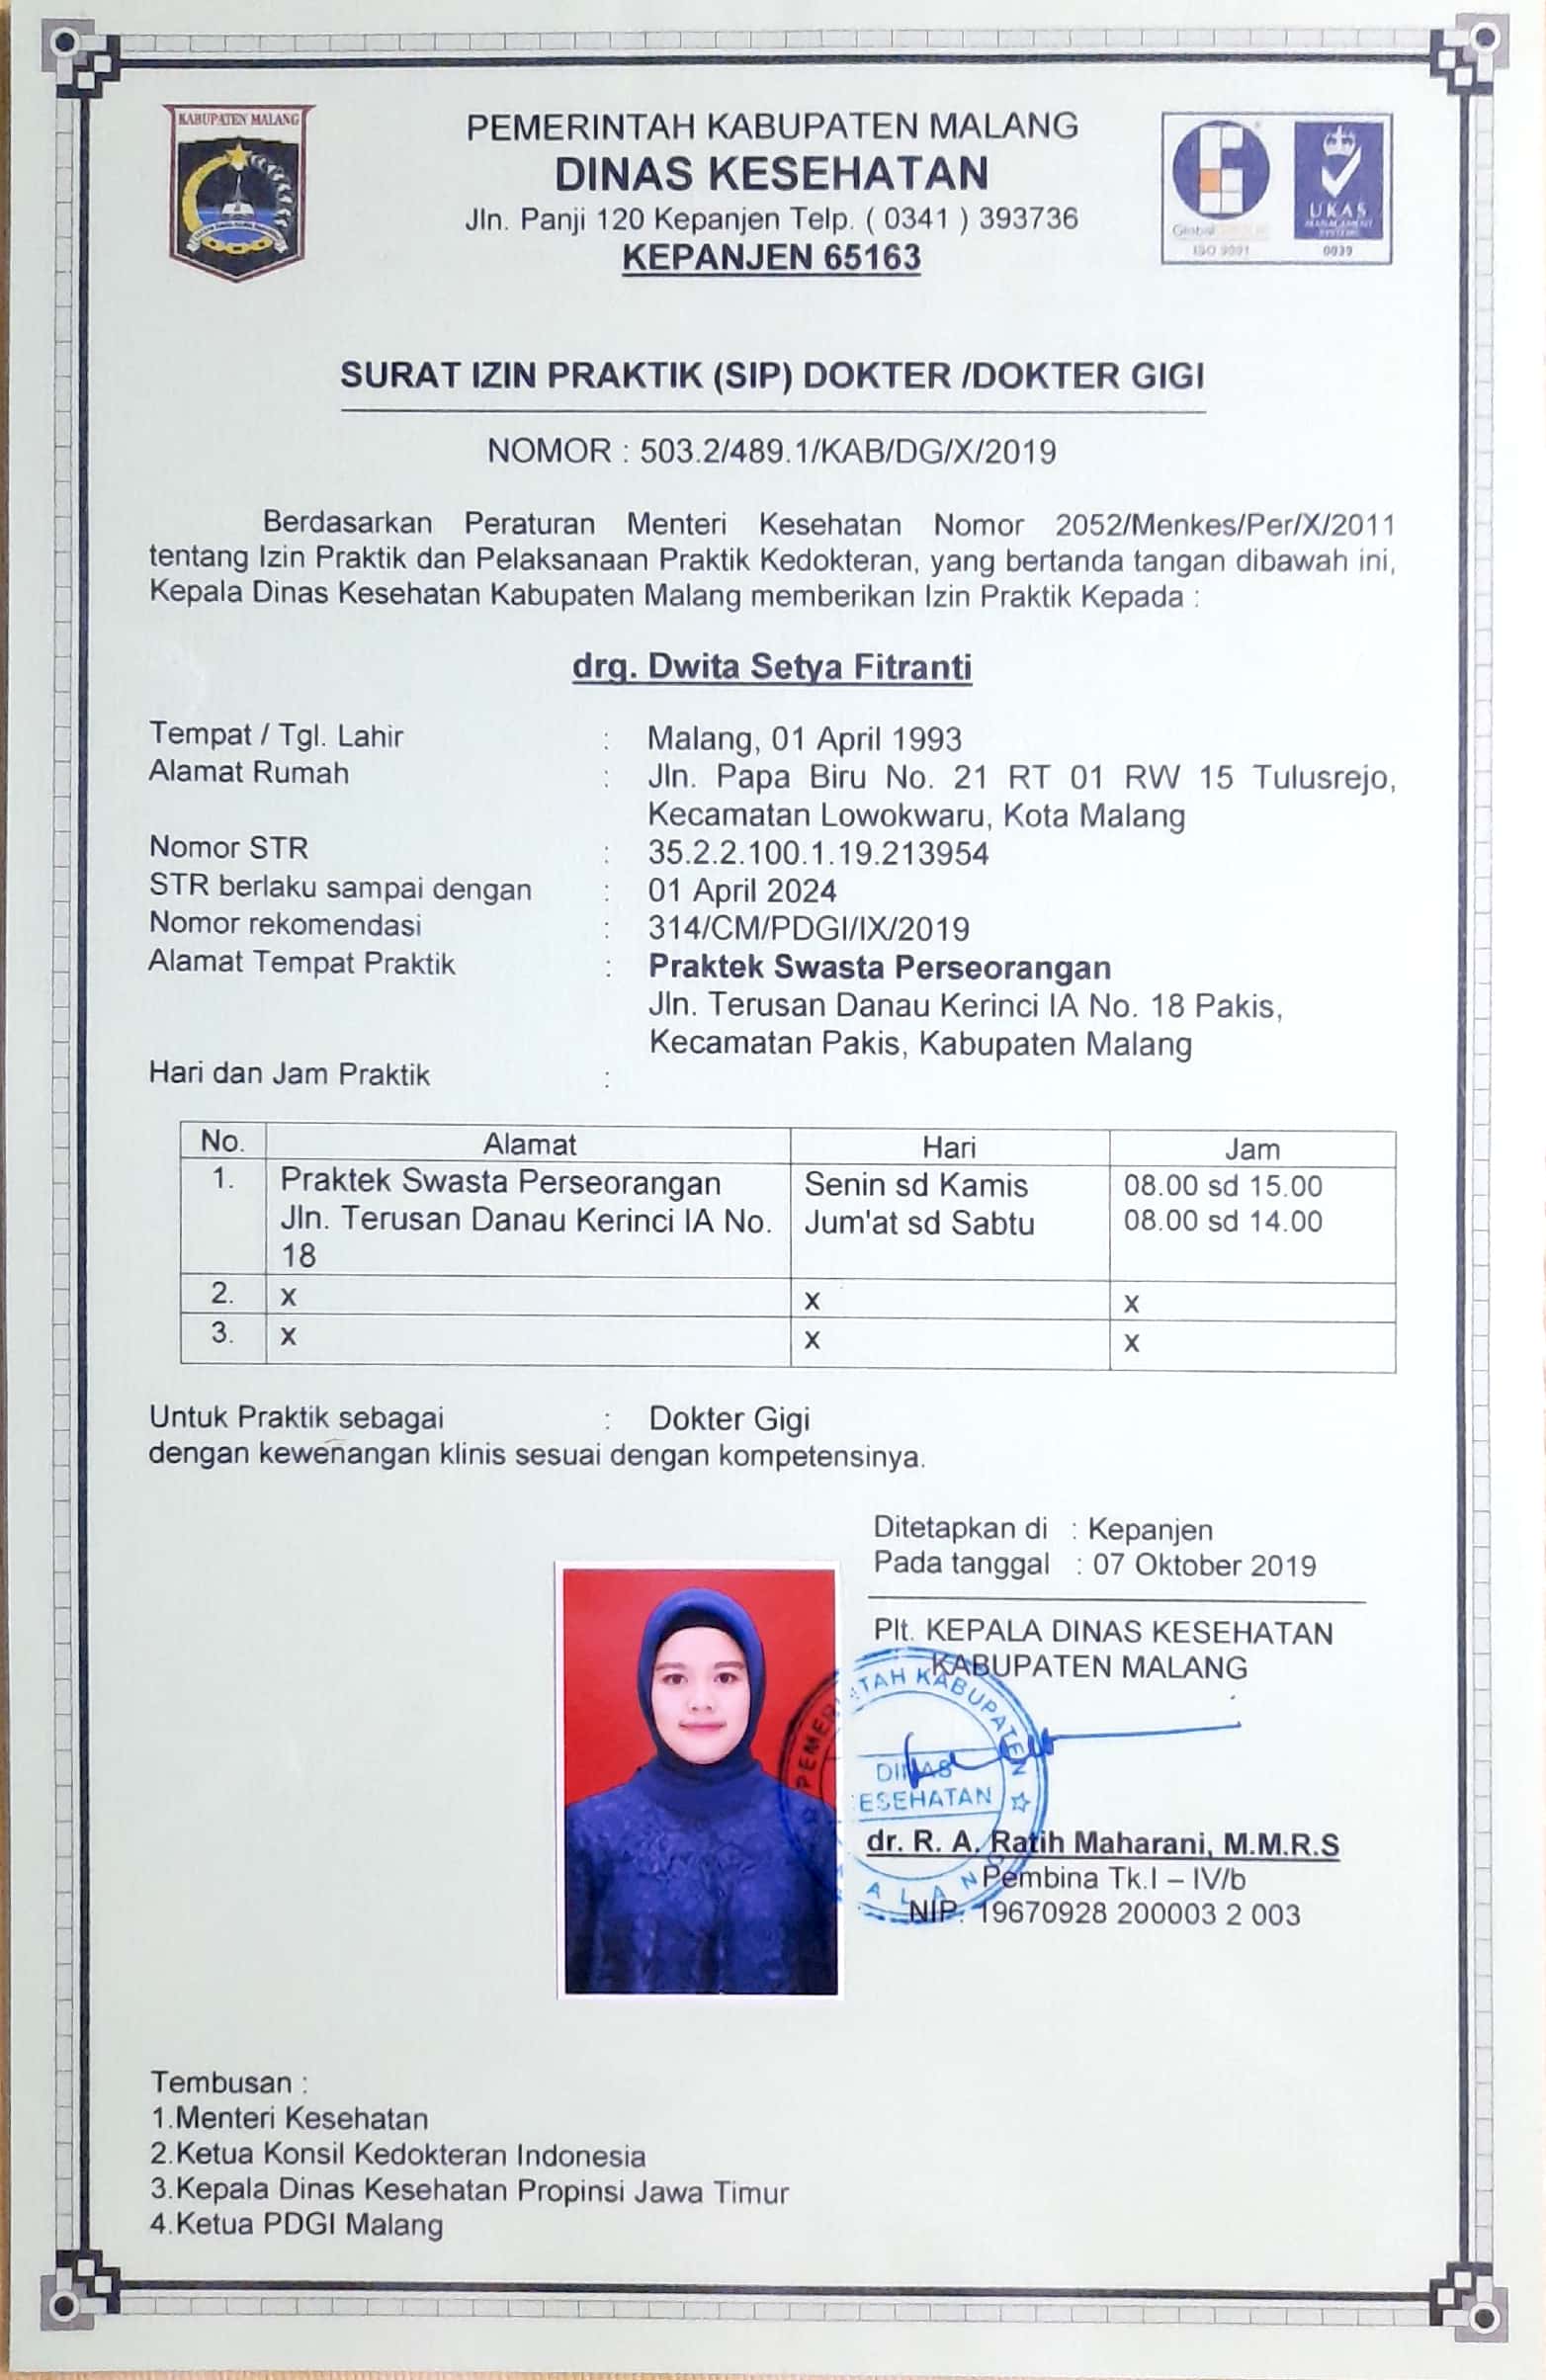 KABUPATEN MALANG
PEMERINTAH KABUPATEN MALANG
DINAS KESEHATAN
Jln. Panji 120 Kepanjen Telp. ( 0341 ) 393736
KEPANJEN 65163
Global
ISO 9001
UKAS
MANAGEMENT
SYSTEMS
0039
SURAT IZIN PRAKTIK (SIP) DOKTER /DOKTER GIGI
NOMOR : 503.2/489.1/KAB/DG/X/2019
Berdasarkan Peraturan Menteri Kesehatan Nomor 2052/Menkes/Per/X/2011
tentang Izin Praktik dan Pelaksanaan Praktik Kedokteran, yang bertanda tangan dibawah ini,
Kepala Dinas Kesehatan Kabupaten Malang memberikan Izin Praktik Kepada :
drg. Dwita Setya Fitranti
Tempat / Tgl. Lahir : Malang, 01 April 1993
Alamat Rumah : Jln. Papa Biru No. 21 RT 01 RW 15 Tulusrejo,
Kecamatan Lowokwaru, Kota Malang
Nomor STR : 35.2.2.100.1.19.213954
STR berlaku sampai dengan : 01 April 2024
Nomor rekomendasi : 314/CM/PDGI/IX/2019
Alamat Tempat Praktik : Praktek Swasta Perseorangan
Jln. Terusan Danau Kerinci IA No. 18 Pakis,
Kecamatan Pakis, Kabupaten Malang
Hari dan Jam Praktik :
No. Alamat Hari Jam
1. Praktek Swasta Perseorangan Senin sd Kamis 08.00 sd 15.00
Jln. Terusan Danau Kerinci IA No. Jum'at sd Sabtu 08.00 sd 14.00
18
2. x x x
3. x x x
Untuk Praktik sebagai : Dokter Gigi
dengan kewenangan klinis sesuai dengan kompetensinya.
Ditetapkan di : Kepanjen
Pada tanggal : 07 Oktober 2019
Plt. KEPALA DINAS KESEHATAN
KABUPATEN MALANG
PEMERI TAH KABUPATEN
DINAS
ESEHATAN
ALANG
dr. R. A. Ratih Maharani, M.M.R.S
Pembina Tk.I – IV/b
NIP. 19670928 200003 2 003
Tembusan :
1.Menteri Kesehatan
2.Ketua Konsil Kedokteran Indonesia
3.Kepala Dinas Kesehatan Propinsi Jawa Timur
4.Ketua PDGI Malang